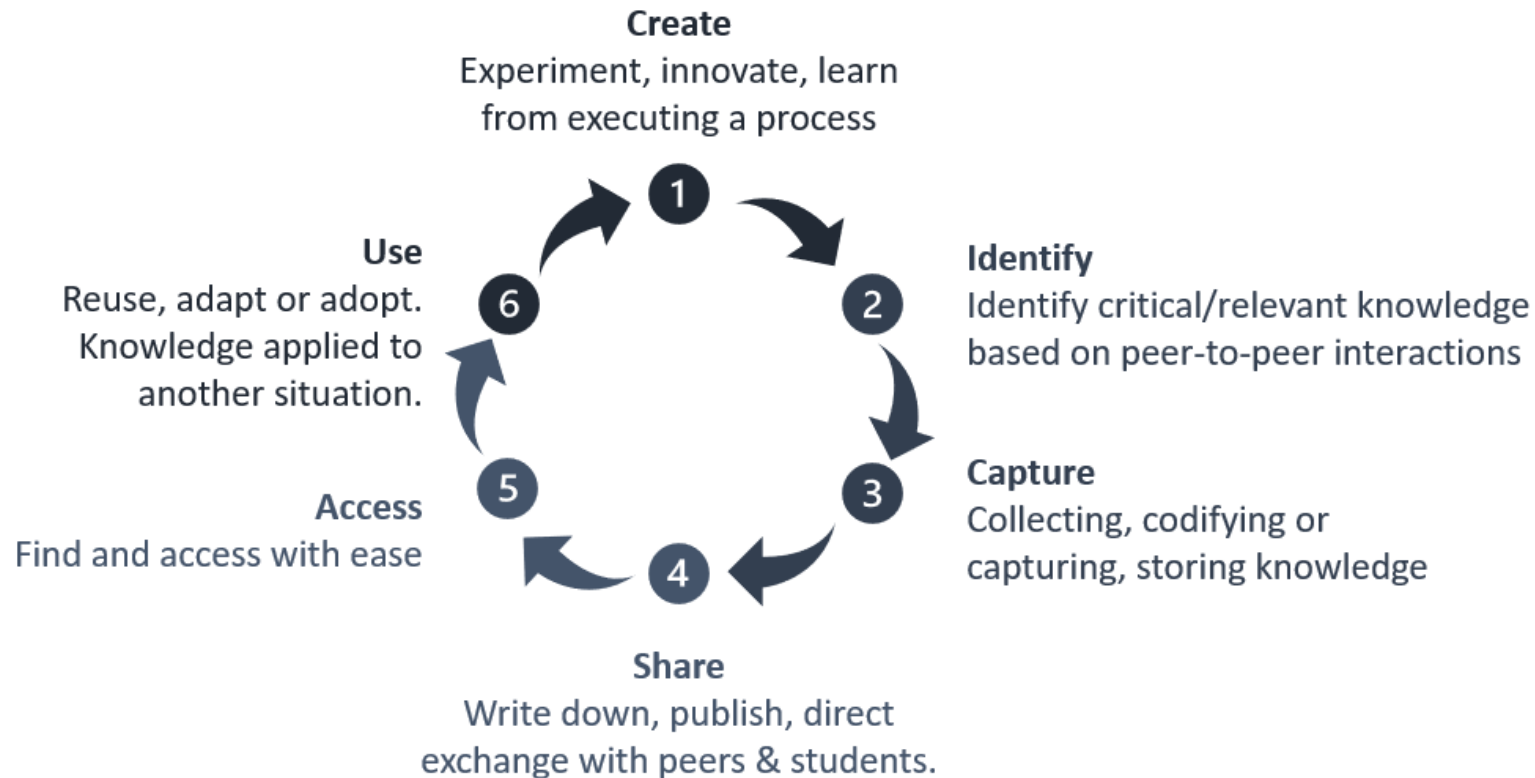 Create
Experiment, innovate, learn
from executing a process
1
Identify
Identify critical/relevant knowledge
based on peer-to-peer interactions
2
Capture
Collecting, codifying or
capturing, storing knowledge
3
4
Share
Write down, publish, direct
exchange with peers & students.
5
Access
Find and access with ease
6
Use
Reuse, adapt or adopt.
Knowledge applied to
another situation.